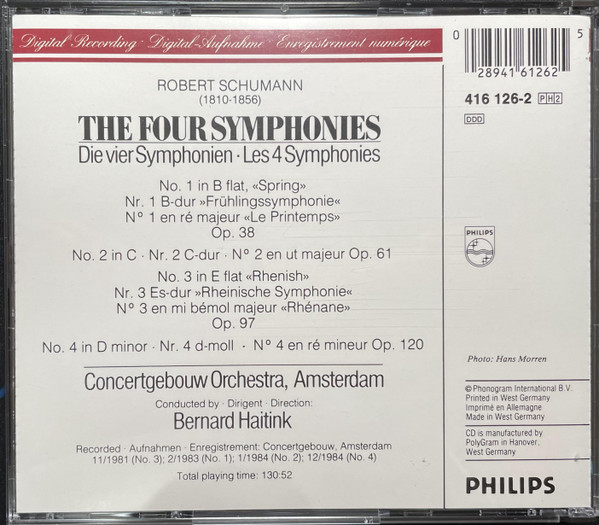 Digital Recording · Digital-Aufnahme · Enregistrement numérique
ROBERT SCHUMANN
(1810-1856)
THE FOUR SYMPHONIES
Die vier Symphonien · Les 4 Symphonies
No. 1 in B flat, «Spring»
Nr. 1 B-dur »Frühlingssymphonie«
Nº 1 en ré majeur «Le Printemps»
Op. 38
No. 2 in C · Nr. 2 C-dur · Nº 2 en ut majeur Op. 61
No. 3 in E flat «Rhenish»
Nr. 3 Es-dur »Rheinische Symphonie«
Nº 3 en mi bémol majeur «Rhénane»
Op. 97
No. 4 in D minor · Nr. 4 d-moll · Nº 4 en ré mineur Op. 120
Concertgebouw Orchestra, Amsterdam
Conducted by · Dirigent · Direction:
Bernard Haitink
Recorded · Aufnahmen · Enregistrement: Concertgebouw, Amsterdam
11/1981 (No. 3); 2/1983 (No. 1); 1/1984 (No. 2); 12/1984 (No. 4)
Total playing time: 130:52
0 28941 61262 5
416 126-2 PH2
DDD
PHILIPS
Photo: Hans Morren
℗ Phonogram International B.V.
Printed in West Germany
Imprimé en Allemagne
Made in West Germany
CD is manufactured by
PolyGram in Hanover,
West Germany
PHILIPS